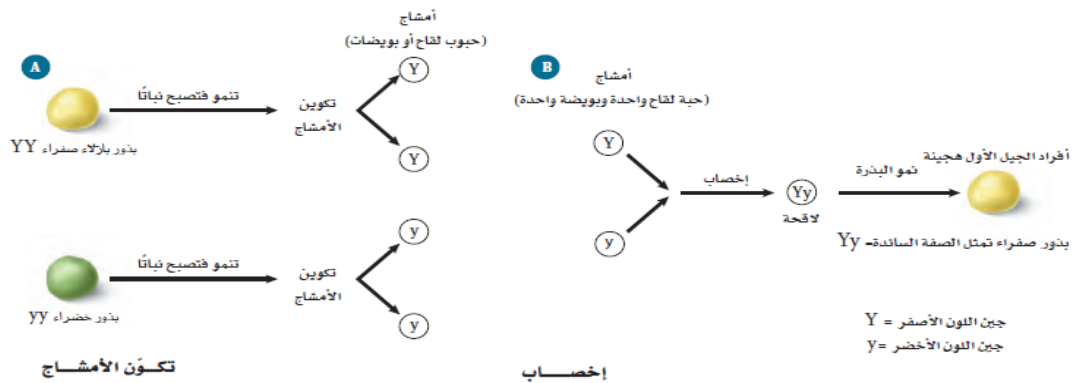 A
بذور بازلاء صفراء YY
تنمو فتصبح نباتًا
تكوين
الأمشاج
أمشاج
(حبوب لقاح أو بويضات)
Y
Y
بذور خضراء yy
تنمو فتصبح نباتًا
تكوين
الأمشاج
y
y
تكوّن الأمشاج
B
أمشاج
(حبة لقاح واحدة وبويضة واحدة)
Y
y
إخصاب
Yy
لاقحة
نمو البذرة
أفراد الجيل الأول هجينة
بذور صفراء تمثل الصفة السائدة- Yy
جين اللون الأصفر = Y
جين اللون الأخضر =y
إخصاب